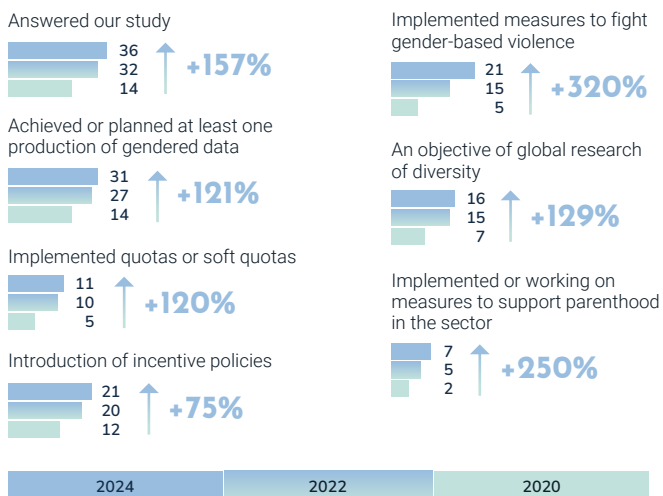 Answered our study
36
32
14
+157%
Achieved or planned at least one
production of gendered data
31
27
14
+121%
Implemented quotas or soft quotas
11
10
5
+120%
Introduction of incentive policies
21
20
12
+75%
Implemented measures to fight
gender-based violence
21
15
5
+320%
An objective of global research
of diversity
16
15
7
+129%
Implemented or working on
measures to support parenthood
in the sector
7
5
2
+250%
2024
2022
2020